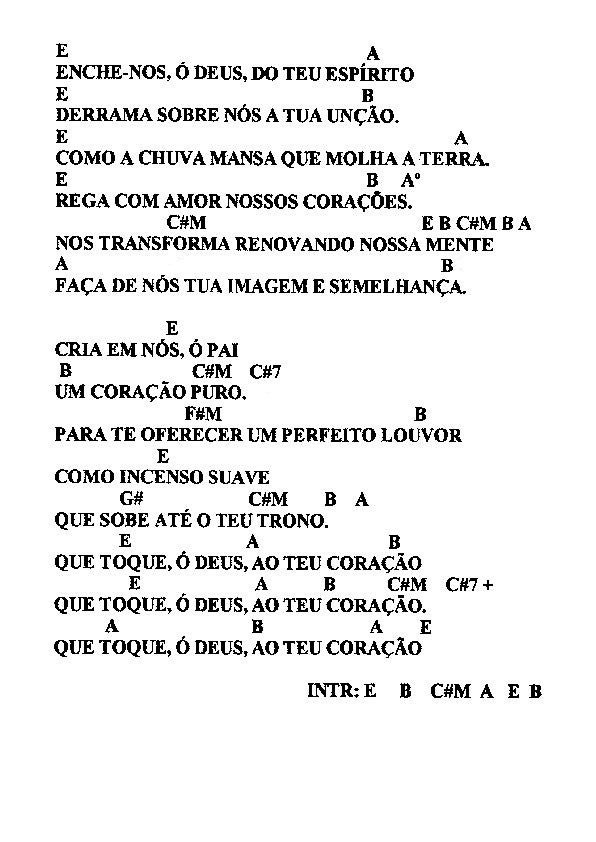 E A
ENCHE-NOS, Ó DEUS, DO TEU ESPÍRITO
E B
DERRAMA SOBRE NÓS A TUA UNÇÃO.
E A
COMO A CHUVA MANSA QUE MOLHA A TERRA.
E B Aº
REGA COM AMOR NOSSOS CORAÇÕES.
C#M E B C#M B A
NOS TRANSFORMA RENOVANDO NOSSA MENTE
A B
FAÇA DE NÓS TUA IMAGEM E SEMELHANÇA.
E
CRIA EM NÓS, Ó PAI
B C#M C#7
UM CORAÇÃO PURO.
F#M B
PARA TE OFERECER UM PERFEITO LOUVOR
E
COMO INCENSO SUAVE
G# C#M B A
QUE SOBE ATÉ O TEU TRONO.
E A B
QUE TOQUE, Ó DEUS, AO TEU CORAÇÃO
E A B C#M C#7 +
QUE TOQUE, Ó DEUS, AO TEU CORAÇÃO.
A B A E
QUE TOQUE, Ó DEUS, AO TEU CORAÇÃO
INTR: E B C#M A E B